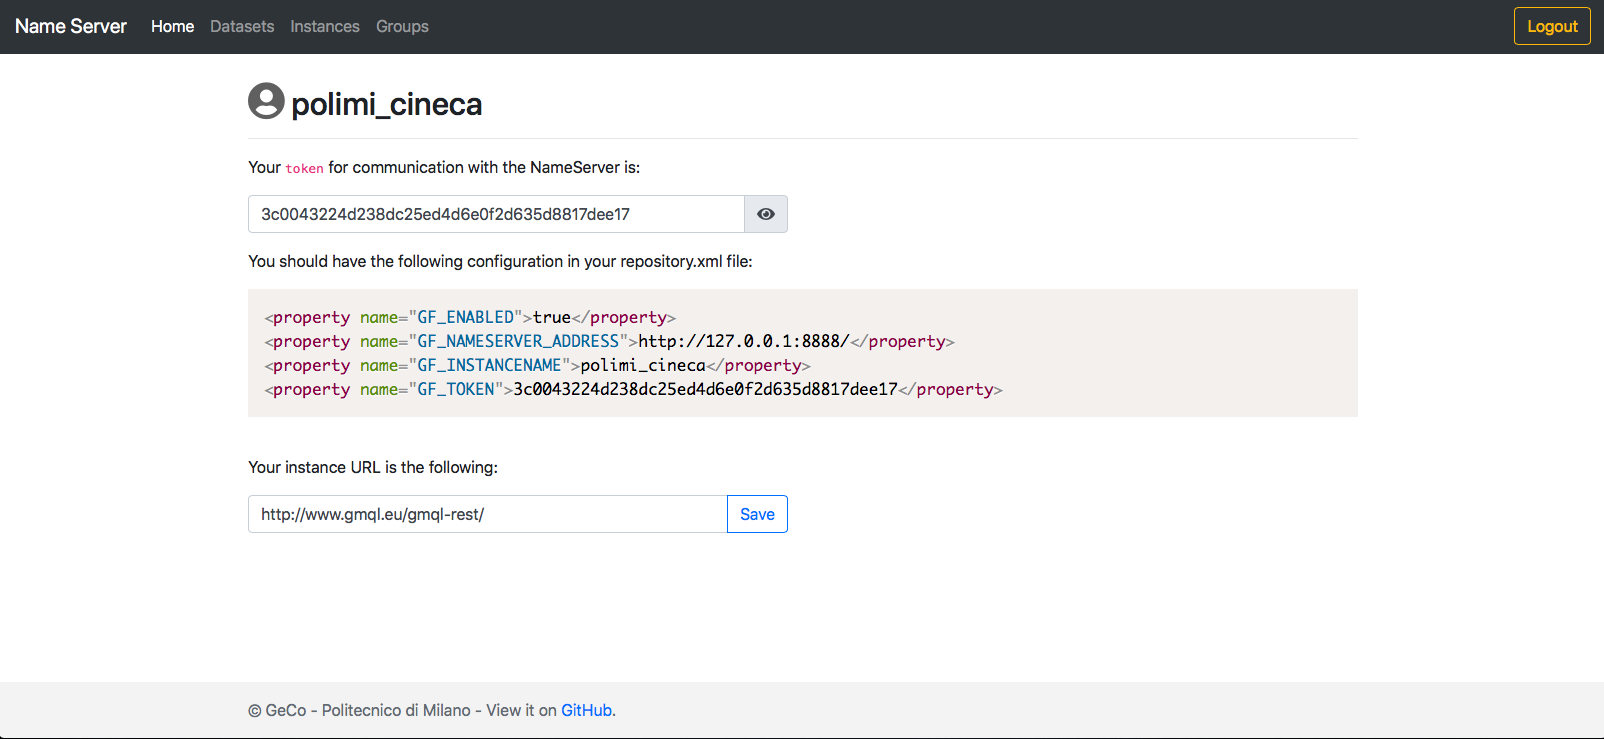 Name Server Home Datasets Instances Groups Logout
polimi_cineca
Your token for communication with the NameServer is:
3c0043224d238dc25ed4d6e0f2d635d8817dee17
You should have the following configuration in your repository.xml file:
<property name="GF_ENABLED">true</property>
<property name="GF_NAMESERVER_ADDRESS">http://127.0.0.1:8888/</property>
<property name="GF_INSTANCENAME">polimi_cineca</property>
<property name="GF_TOKEN">3c0043224d238dc25ed4d6e0f2d635d8817dee17</property>
Your instance URL is the following:
http://www.gmql.eu/gmql-rest/ Save
© GeCo - Politecnico di Milano - View it on GitHub.